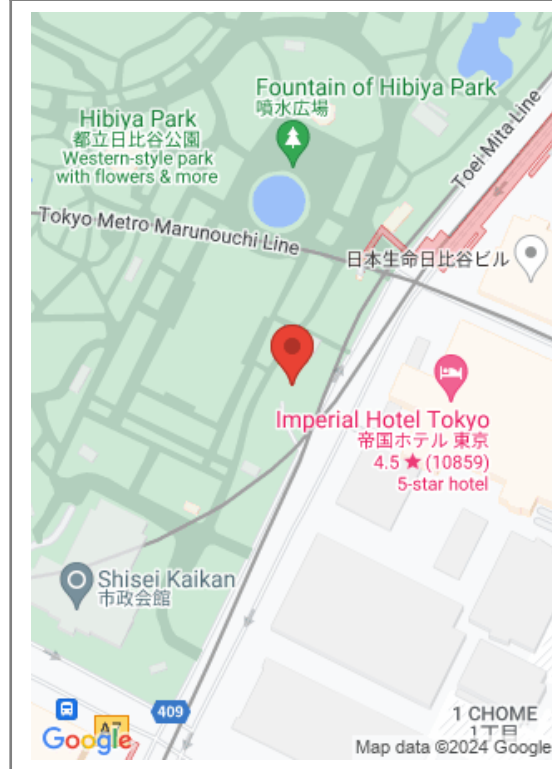 Fountain of Hibiya Park
噴水広場
Hibiya Park
都立日比谷公園
Western-style park
with flowers & more
Toei Mita Line
Tokyo Metro Marunouchi Line
日本生命日比谷ビル
Imperial Hotel Tokyo
帝国ホテル 東京
4.5 ★ (10859)
5-star hotel
Shisei Kaikan
市政会館
409
A7
1 CHOME
1丁目
Google
Map data ©2024 Google